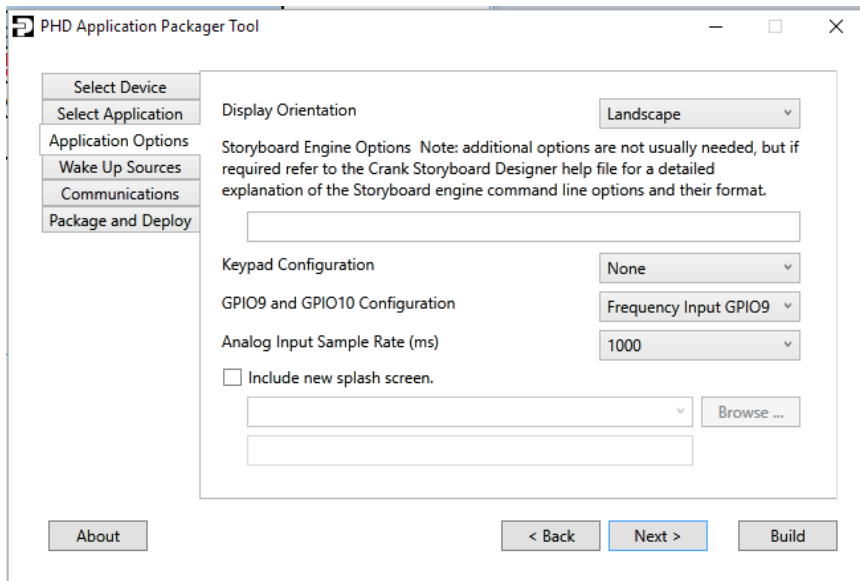 PHD Application Packager Tool
Select Device
Select Application
Application Options
Wake Up Sources
Communications
Package and Deploy
Display Orientation
Landscape
Storyboard Engine Options  Note: additional options are not usually needed, but if
required refer to the Crank Storyboard Designer help file for a detailed
explanation of the Storyboard engine command line options and their format.
Keypad Configuration
None
GPIO9 and GPIO10 Configuration
Frequency Input GPIO9
Analog Input Sample Rate (ms)
1000
Include new splash screen.
Browse ...
About
< Back
Next >
Build